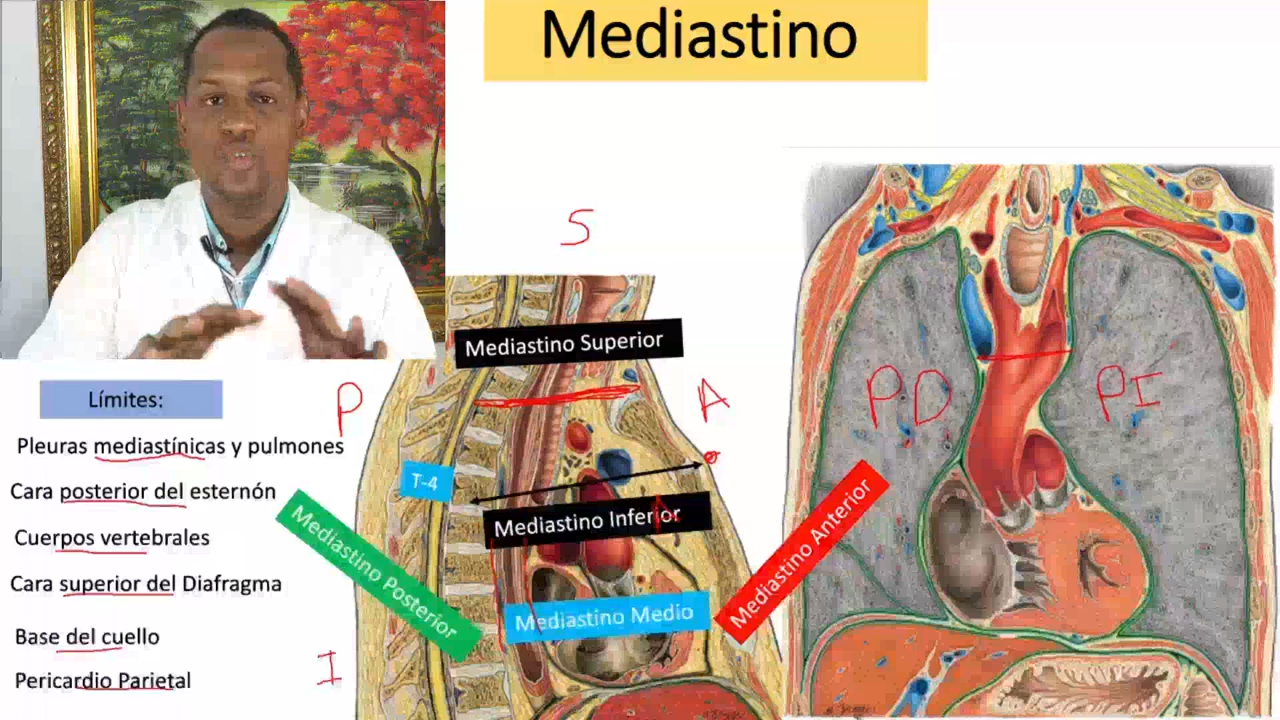 Mediastino
S
Mediastino Superior
Límites:
P
A
PD
PI
Pleuras mediastínicas y pulmones
T-4
Cara posterior del esternón
Mediastino Inferior
A
Cuerpos vertebrales
Mediastino Posterior
Mediastino Anterior
Cara superior del Diafragma
Mediastino Medio
Base del cuello
I
Pericardio Parietal